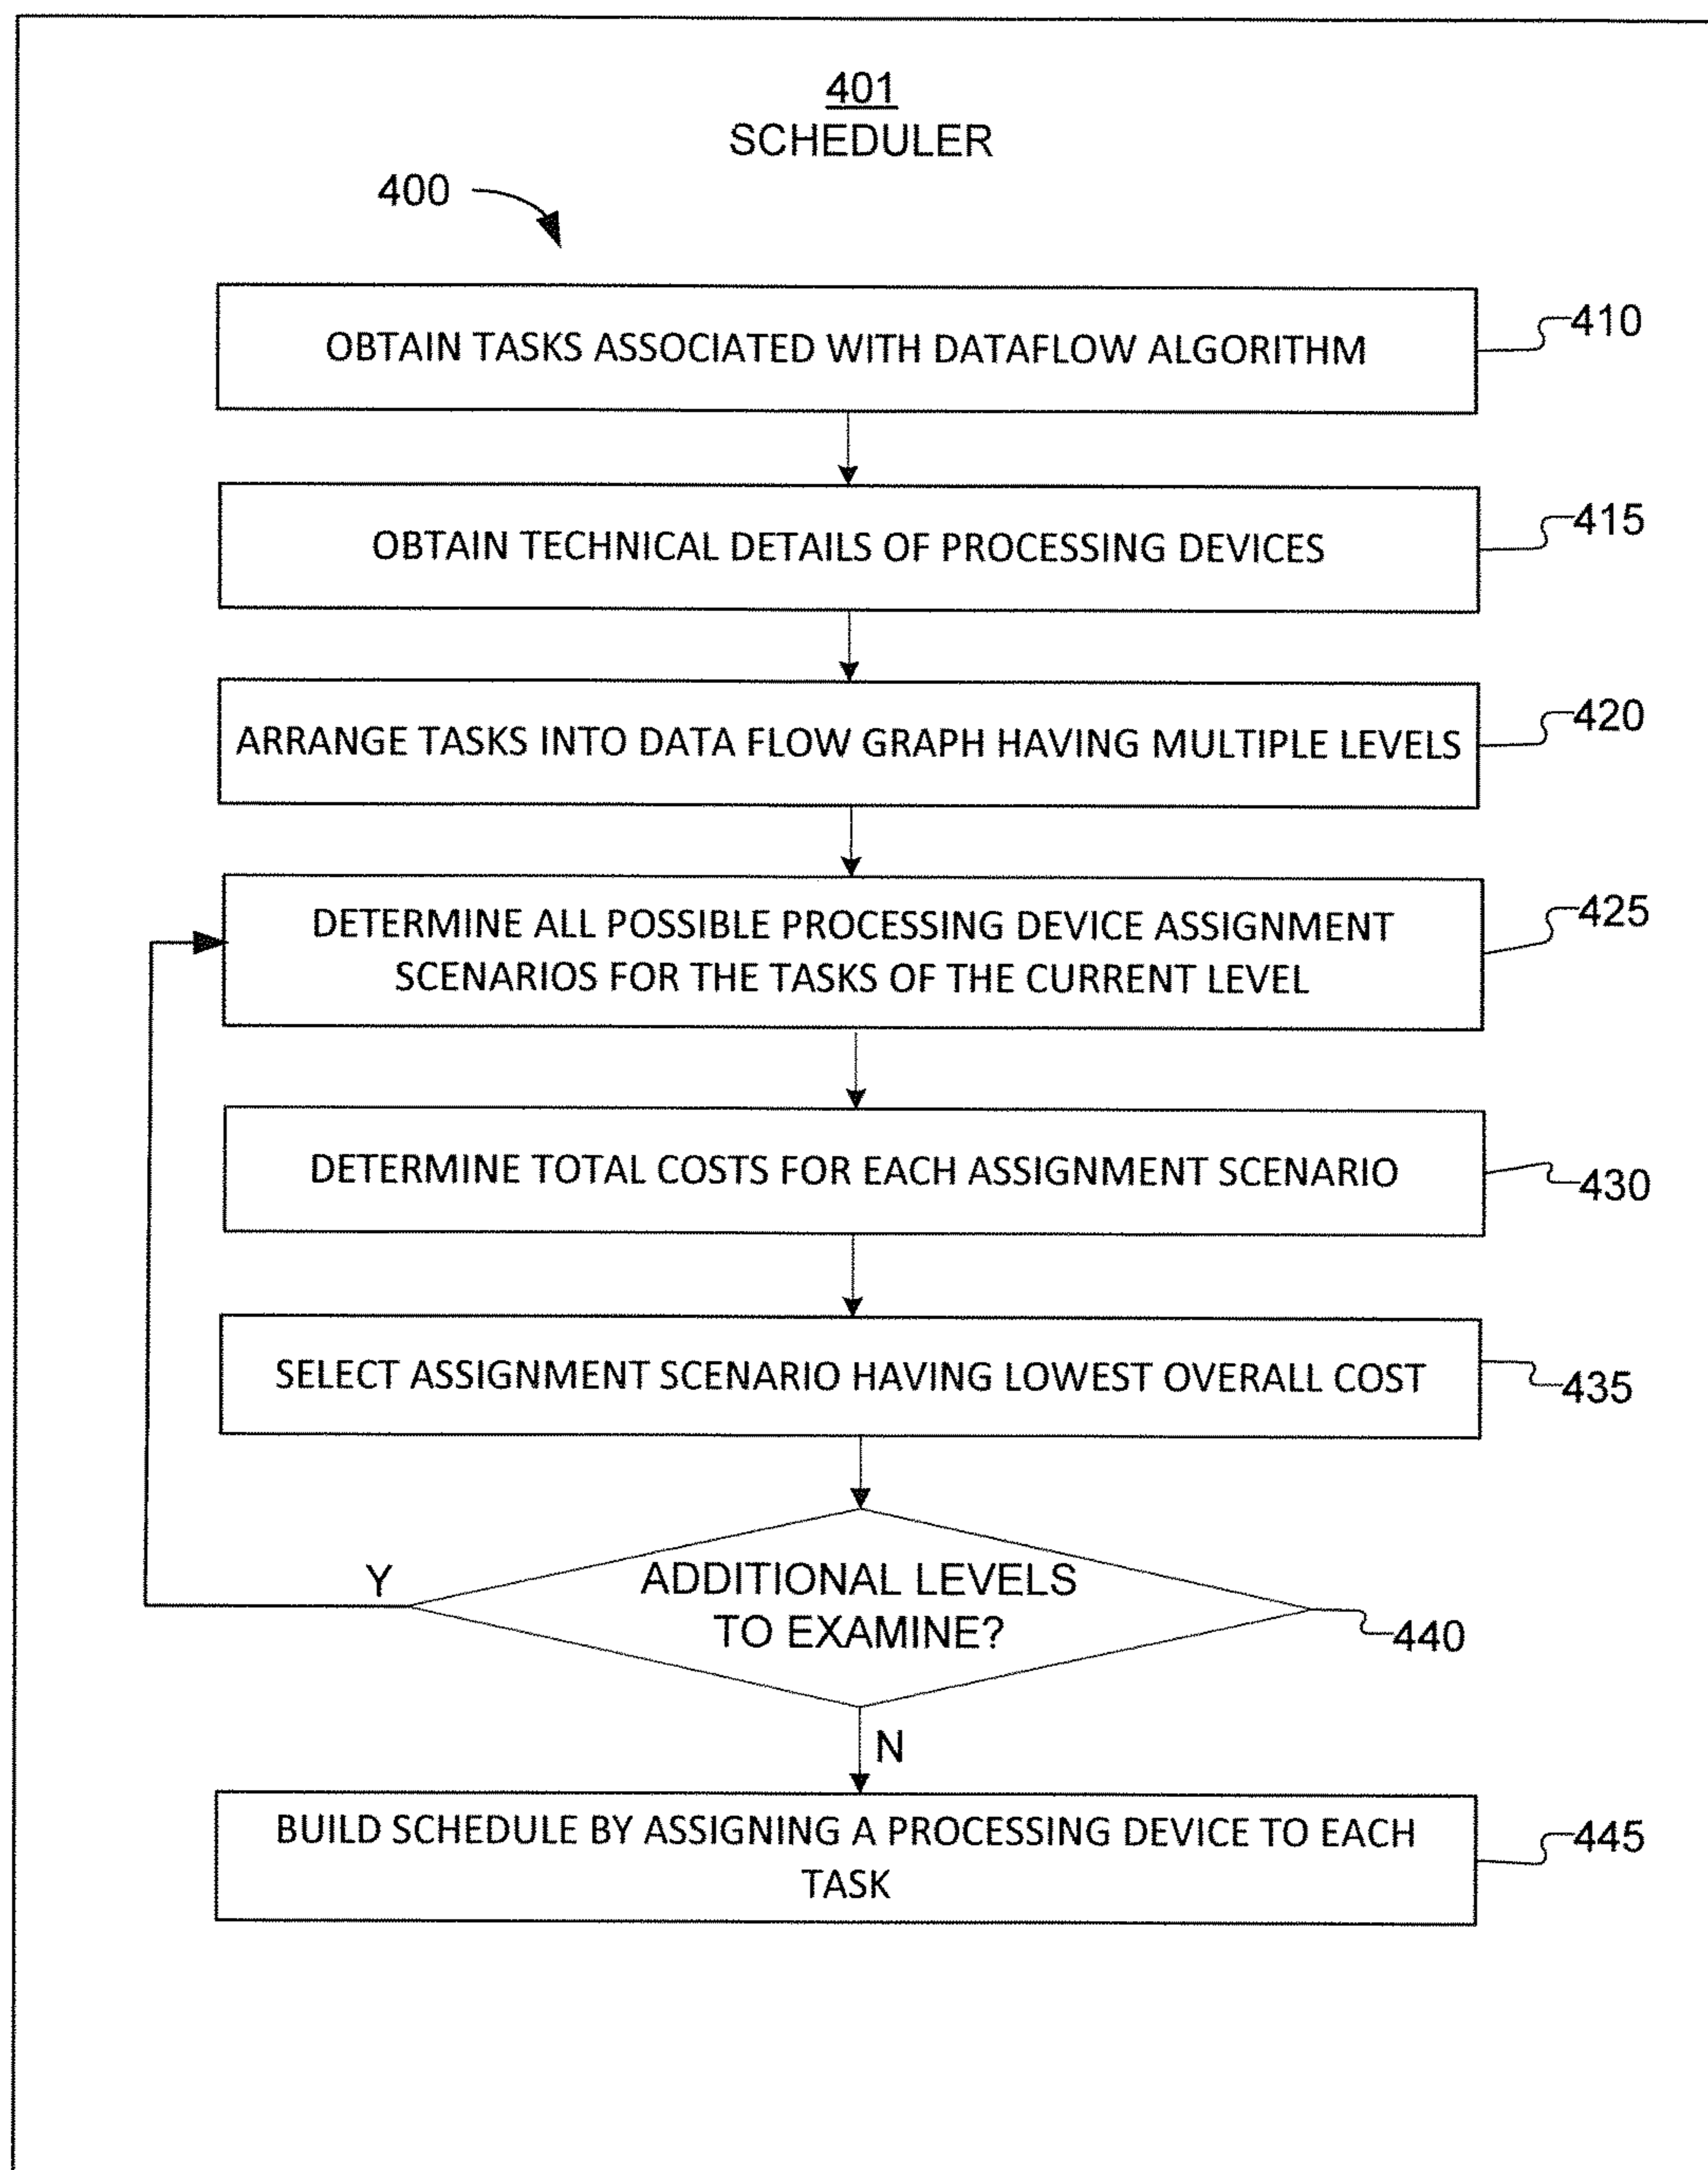 401
SCHEDULER
400
OBTAIN TASKS ASSOCIATED WITH DATAFLOW ALGORITHM
410
OBTAIN TECHNICAL DETAILS OF PROCESSING DEVICES
415
ARRANGE TASKS INTO DATA FLOW GRAPH HAVING MULTIPLE LEVELS
420
DETERMINE ALL POSSIBLE PROCESSING DEVICE ASSIGNMENT
SCENARIOS FOR THE TASKS OF THE CURRENT LEVEL
425
DETERMINE TOTAL COSTS FOR EACH ASSIGNMENT SCENARIO
430
SELECT ASSIGNMENT SCENARIO HAVING LOWEST OVERALL COST
435
Y
ADDITIONAL LEVELS
TO EXAMINE?
440
N
BUILD SCHEDULE BY ASSIGNING A PROCESSING DEVICE TO EACH
TASK
445